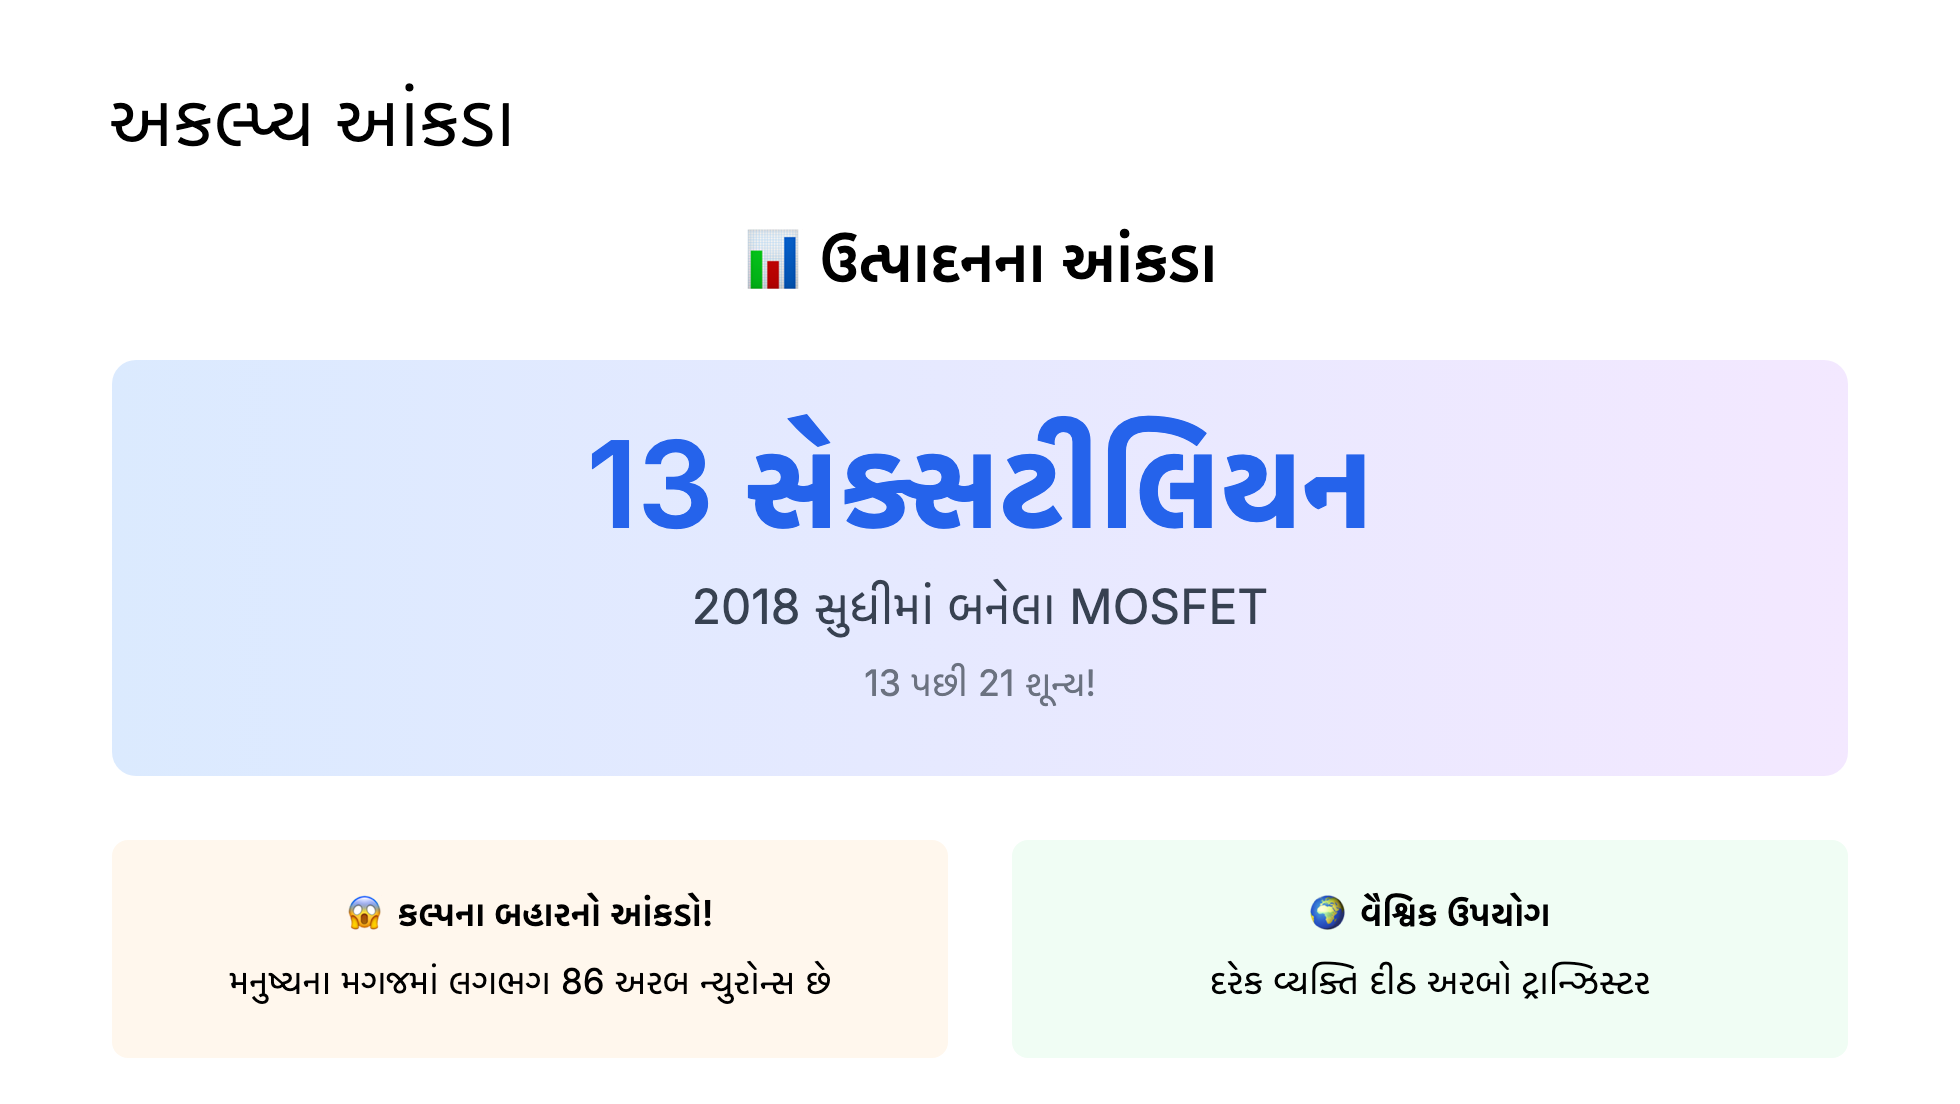 અકલ્પ્ય આંકડા
📊 ઉત્પાદનના આંકડા
13 સેક્સટીલિયન
2018 સુધીમાં બનેલા MOSFET
13 પછી 21 શૂન્ય!
😱 કલ્પના બહારનો આંકડો!
મનુષ્યના મગજમાં લગભગ 86 અરબ ન્યુરોન્સ છે
🌍 વૈશ્વિક ઉપયોગ
દરેક વ્યક્તિ દીઠ અરબો ટ્રાન્ઝિસ્ટર